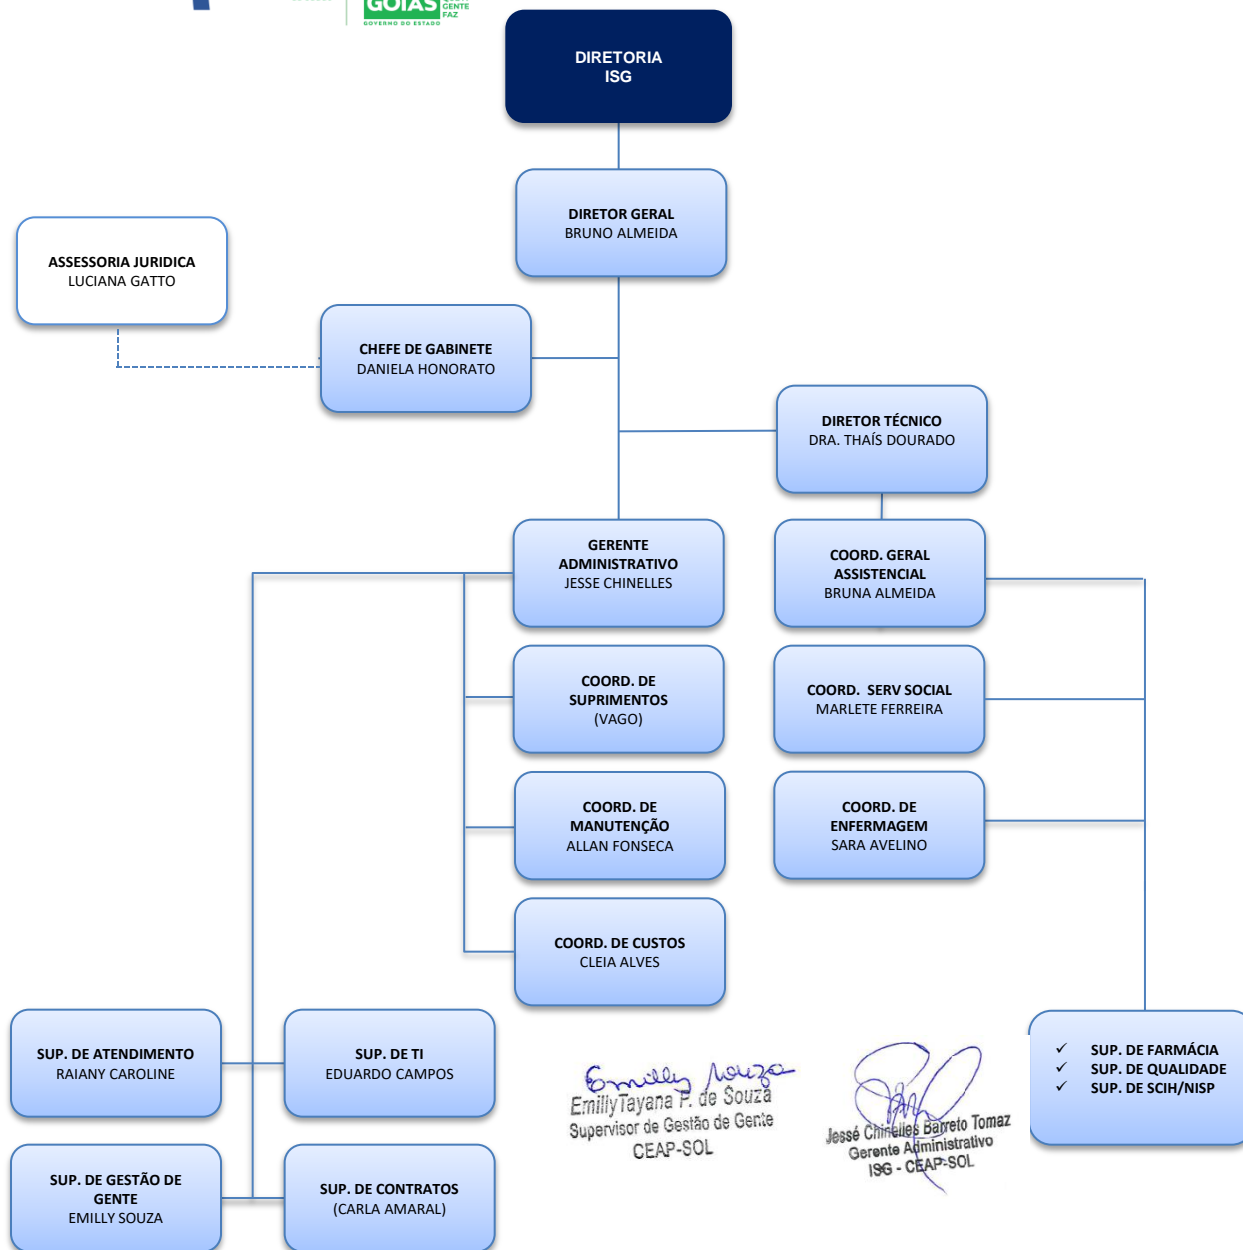 GOIÁS
GENTE
FAZ
GOVERNO DO ESTADO
DIRETORIA
ISG
DIRETOR GERAL
BRUNO ALMEIDA
ASSESSORIA JURIDICA
LUCIANA GATTO
CHEFE DE GABINETE
DANIELA HONORATO
DIRETOR TÉCNICO
DRA. THAÍS DOURADO
GERENTE
ADMINISTRATIVO
JESSE CHINELLES
COORD. GERAL
ASSISTENCIAL
BRUNA ALMEIDA
COORD. DE
SUPRIMENTOS
(VAGO)
COORD.  SERV SOCIAL
MARLETE FERREIRA
COORD. DE
MANUTENÇÃO
ALLAN FONSECA
COORD. DE
ENFERMAGEM
SARA AVELINO
COORD. DE CUSTOS
CLEIA ALVES
SUP. DE ATENDIMENTO
RAIANY CAROLINE
SUP. DE TI
EDUARDO CAMPOS
✓ SUP. DE FARMÁCIA
✓ SUP. DE QUALIDADE
✓ SUP. DE SCIH/NISP
Emilly Souza
Emilly Tayana P. de Souza
Supervisor de Gestão de Gente
CEAP-SOL
Jessé Chinelles Barreto Tomaz
Gerente Administrativo
ISG - CEAP-SOL
SUP. DE GESTÃO DE
GENTE
EMILLY SOUZA
SUP. DE CONTRATOS
(CARLA AMARAL)